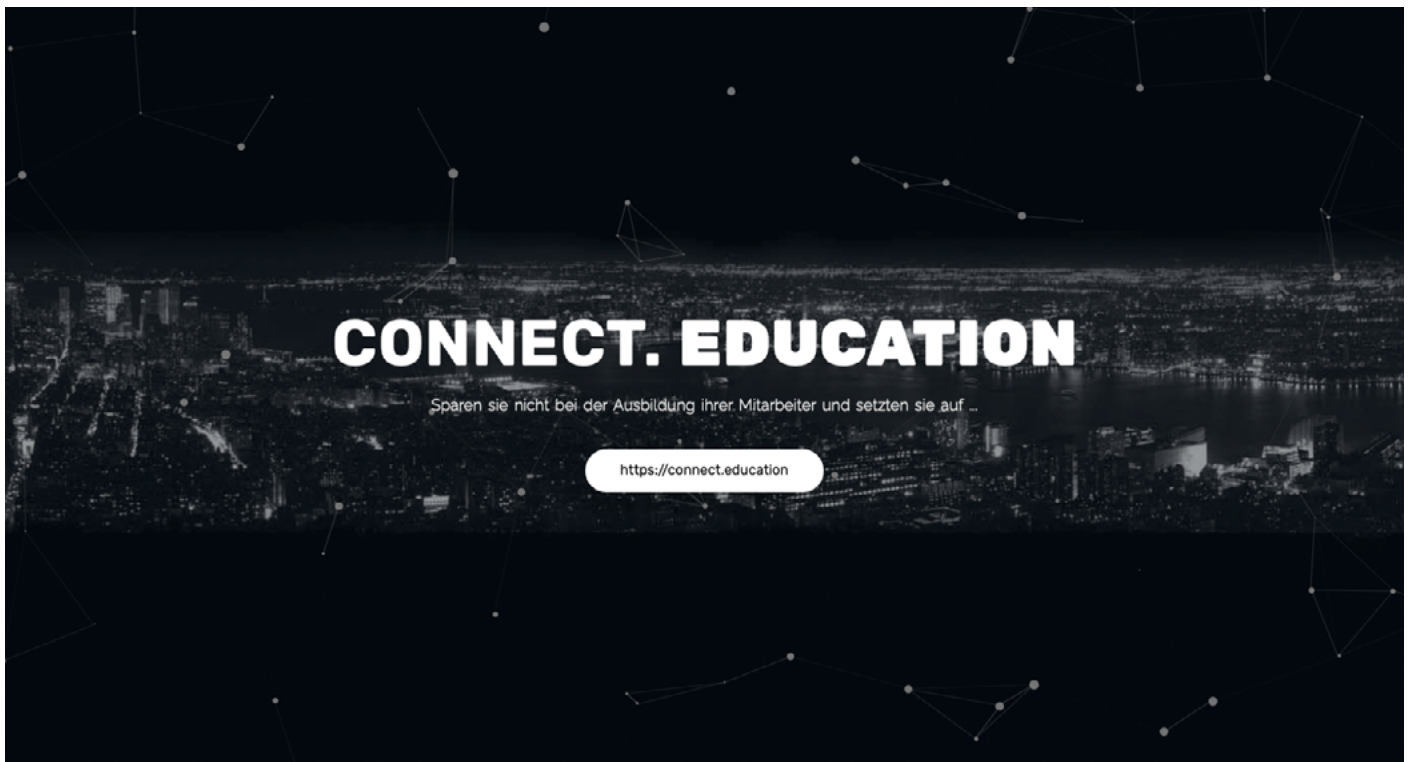 CONNECT. EDUCATION
Sparen sie nicht bei der Ausbildung ihrer Mitarbeiter und setzten sie auf ...
https://connect.education